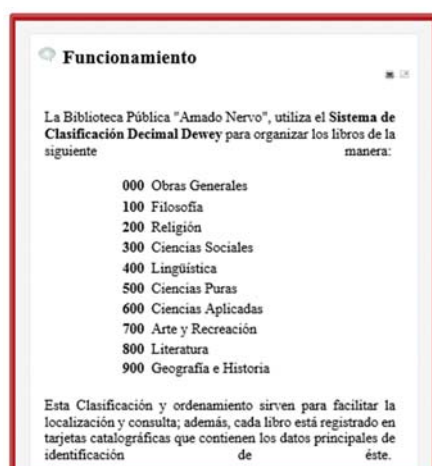 Funcionamiento
La Biblioteca Pública "Amado Nervo", utiliza el Sistema de
Clasificación Decimal Dewey para organizar los libros de la
siguiente manera:
000 Obras Generales
100 Filosofía
200 Religión
300 Ciencias Sociales
400 Lingüística
500 Ciencias Puras
600 Ciencias Aplicadas
700 Arte y Recreación
800 Literatura
900 Geografía e Historia
Esta Clasificación y ordenamiento sirven para facilitar la
localización y consulta; además, cada libro está registrado en
tarjetas catalográficas que contienen los datos principales de
identificación de éste.